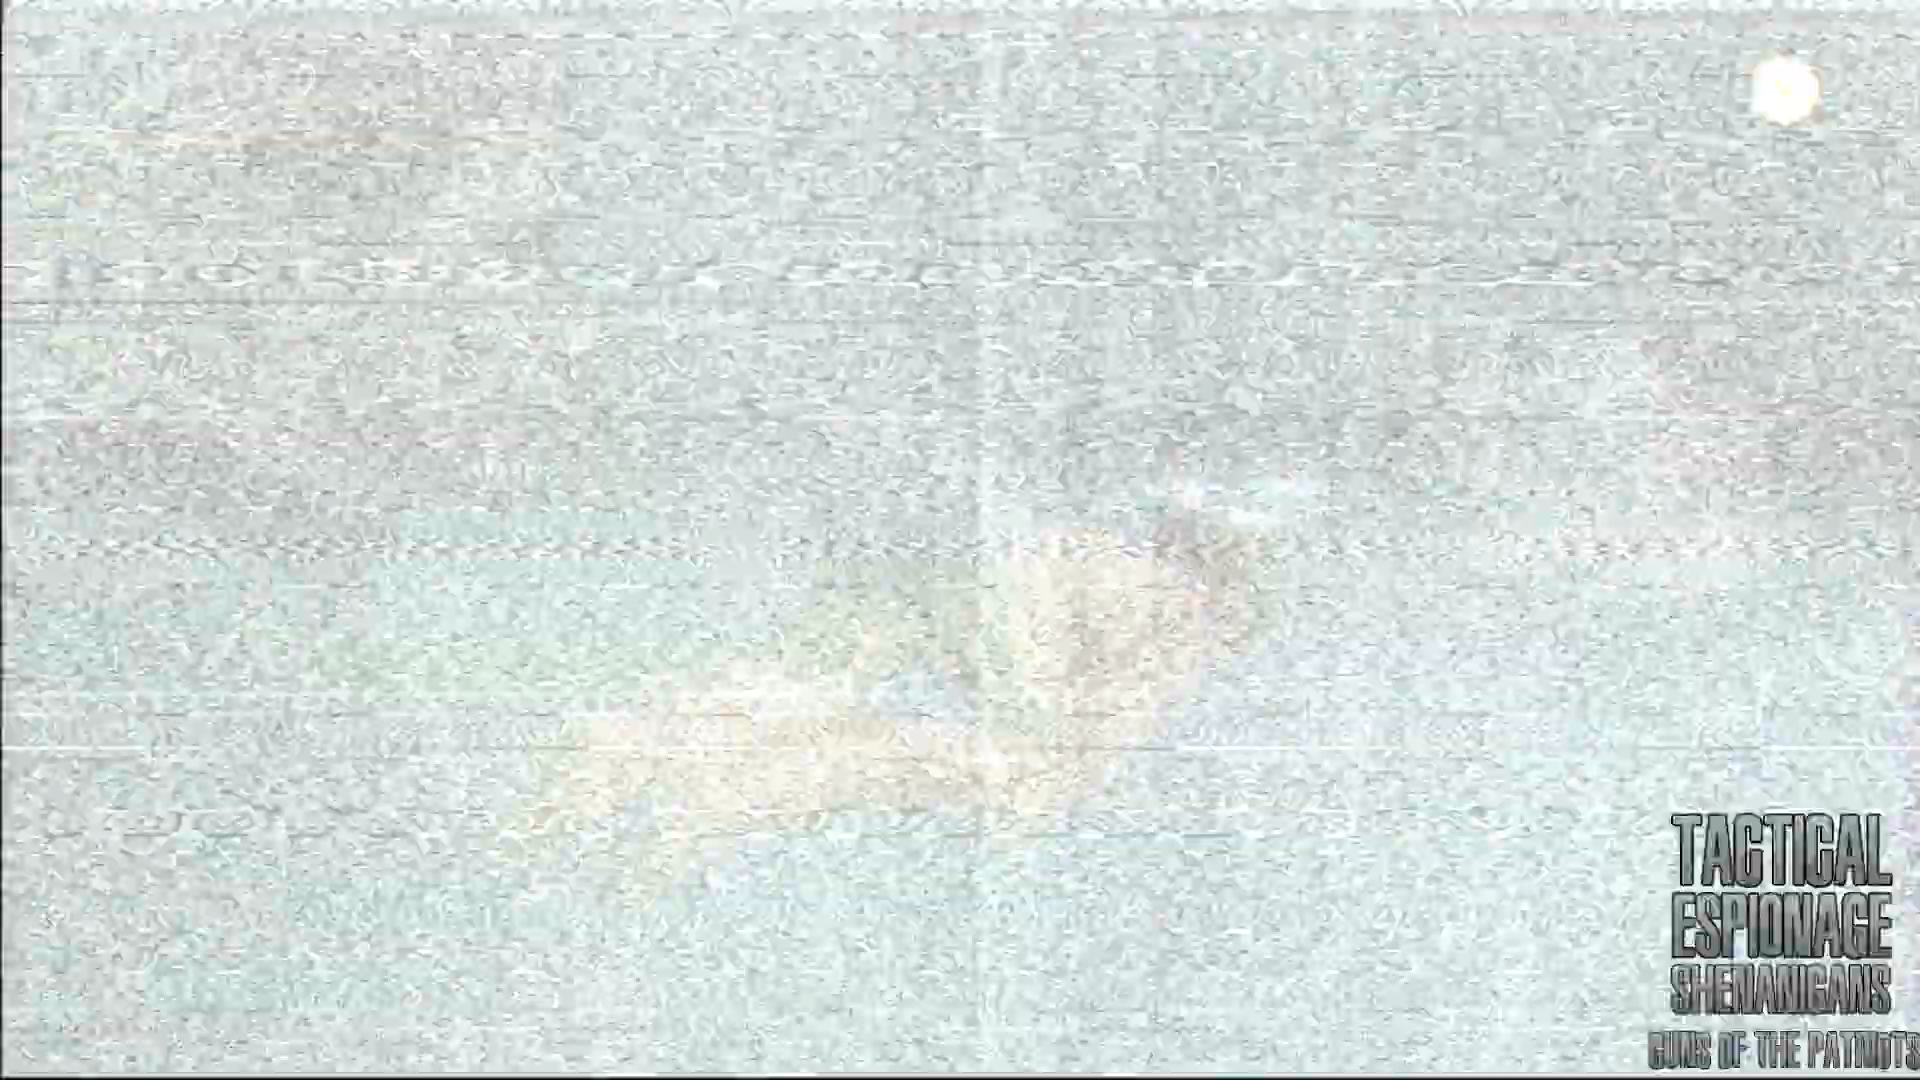 TACTICAL
ESPIONAGE
SHENANIGANS
GUNS OF THE PATRIOTS